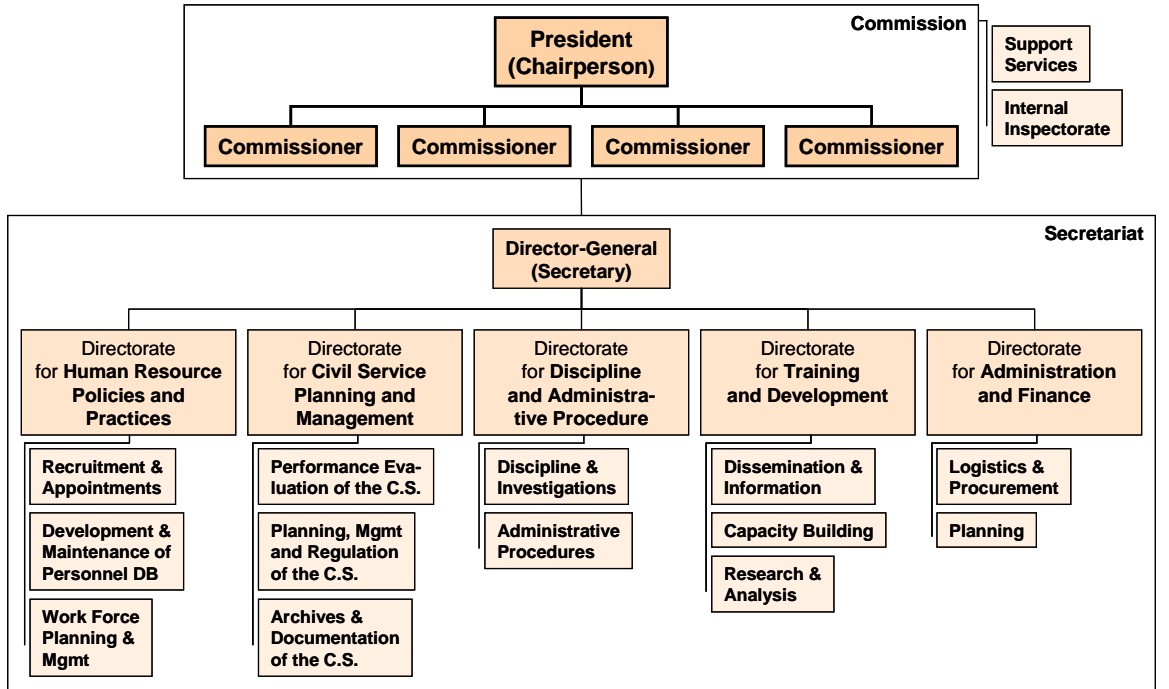 Commission
President
(Chairperson)
Commissioner
Commissioner
Commissioner
Commissioner
Support
Services
Internal
Inspectorate
Secretariat
Director-General
(Secretary)
Directorate
for Human Resource
Policies and
Practices
Recruitment &
Appointments
Development &
Maintenance of
Personnel DB
Work Force
Planning &
Mgmt
Directorate
for Civil Service
Planning and
Management
Performance Eva-
luation of the C.S.
Planning, Mgmt
and Regulation
of the C.S.
Archives &
Documentation
of the C.S.
Directorate
for Discipline
and Administra-
tive Procedure
Discipline &
Investigations
Administrative
Procedures
Directorate
for Training
and Development
Dissemination &
Information
Capacity Building
Research &
Analysis
Directorate
for Administration
and Finance
Logistics &
Procurement
Planning